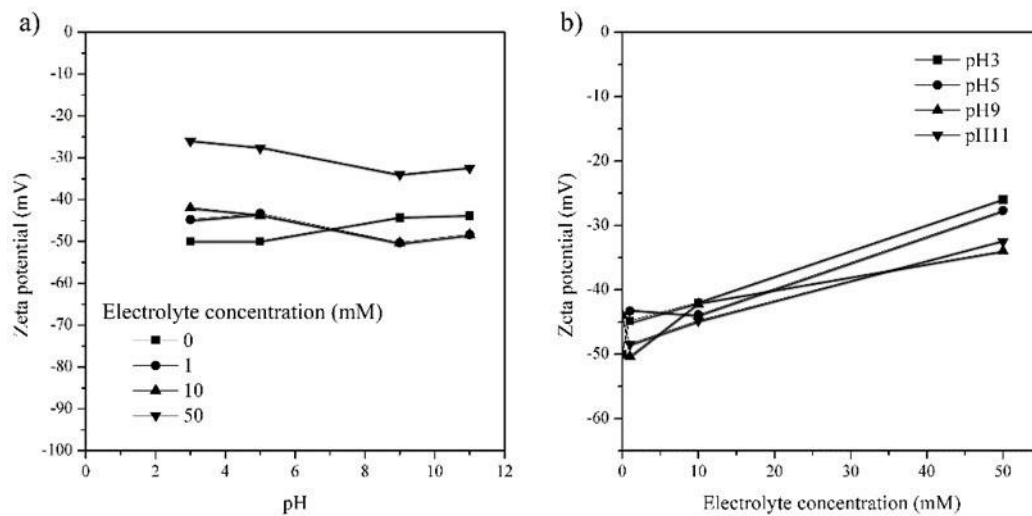 a)
0
-10
-20
-30
-40
-50
-60
-70
-80
-90
-100
Zeta potential (mV)
Electrolyte concentration (mM)
0
1
10
50
0 2 4 6 8 10 12
pH
b)
0
-10
-20
-30
-40
-50
-60
Zeta potential (mV)
pH3
pH5
pH9
pH11
0 10 20 30 40 50
Electrolyte concentration (mM)